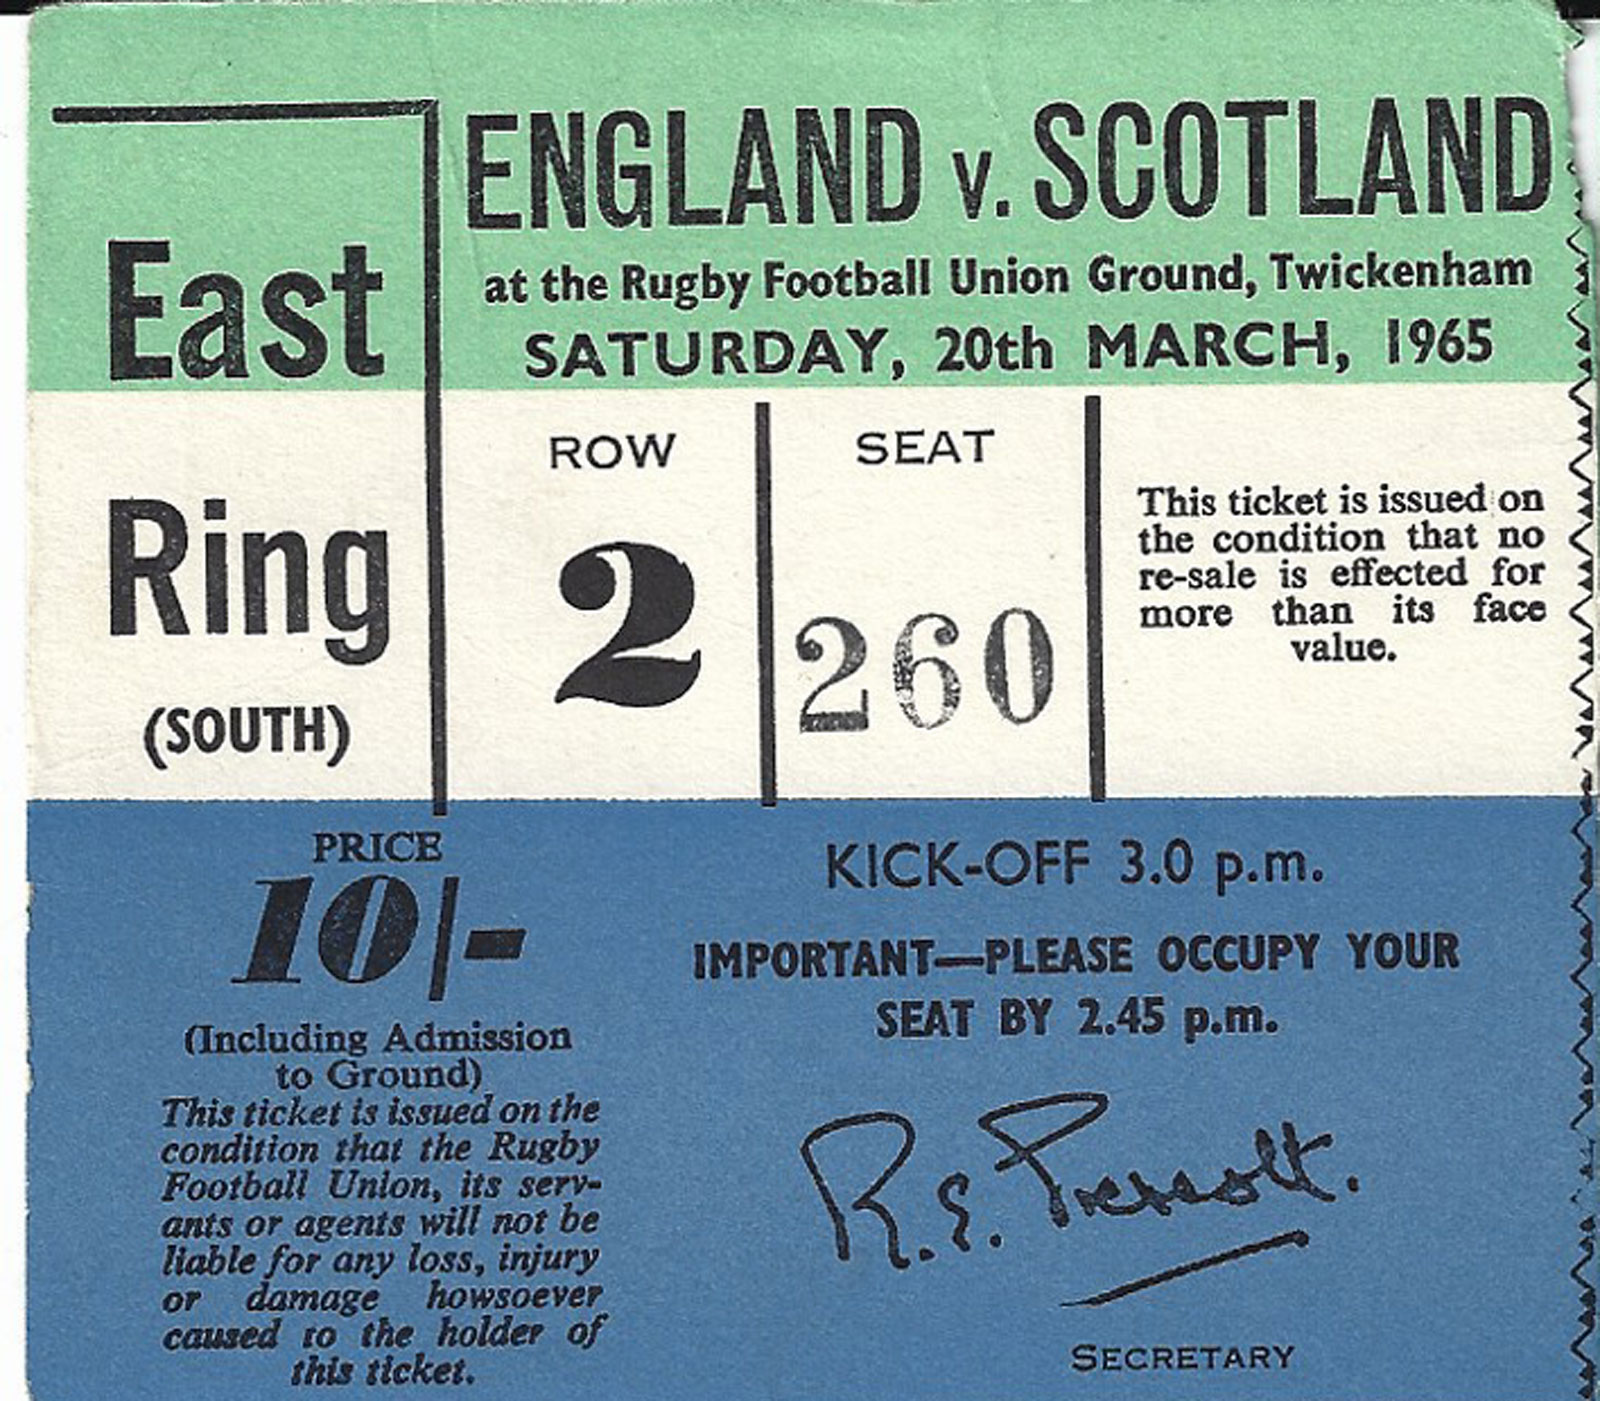 ENGLAND v. SCOTLAND
at the Rugby Football Union Ground, Twickenham
SATURDAY, 20th MARCH, 1965
East
Ring
(SOUTH)
ROW
2
SEAT
260
This ticket is issued on
the condition that no
re-sale is effected for
more than its face
value.
PRICE
10/-
(Including Admission
to Ground)
This ticket is issued on the
condition that the Rugby
Football Union, its serv-
ants or agents will not be
liable for any loss, injury
or damage howsoever
caused to the holder of
this ticket.
KICK-OFF 3.0 p.m.
IMPORTANT—PLEASE OCCUPY YOUR
SEAT BY 2.45 p.m.
R. E. Prescott.
SECRETARY